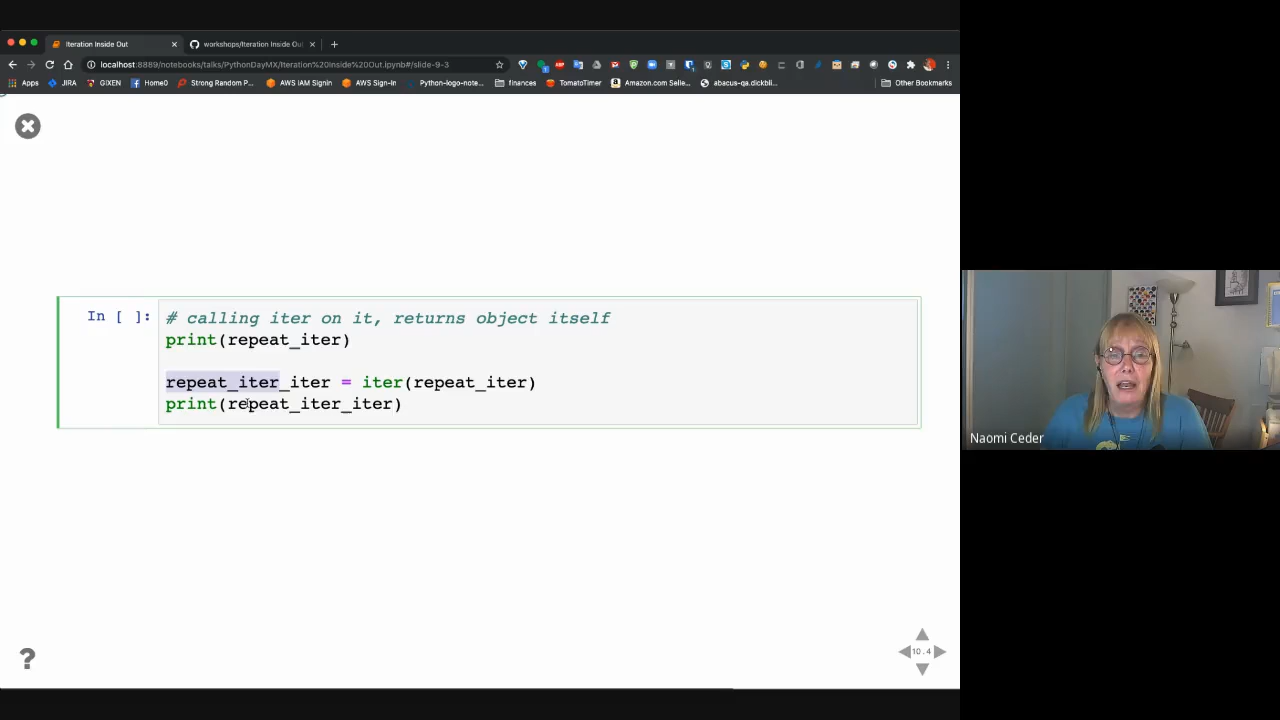 Iteration Inside Out
workshops/Iteration Inside Ou
localhost:8889/notebooks/talks/PythonDayMX/Iteration%20Inside%20Out.ipynb#/slide-9-3
Apps JIRA GIXEN Home0 Strong Random P... AWS IAM Signin AWS Sign-In Python-logo-note... finances TomatoTimer Amazon.com Selle... abacus-qa.dickbli... Other Bookmarks
In [ ]:
# calling iter on it, returns object itself
print(repeat_iter)
repeat_iter_iter = iter(repeat_iter)
print(repeat_iter_iter)
Naomi Ceder
?
10.4